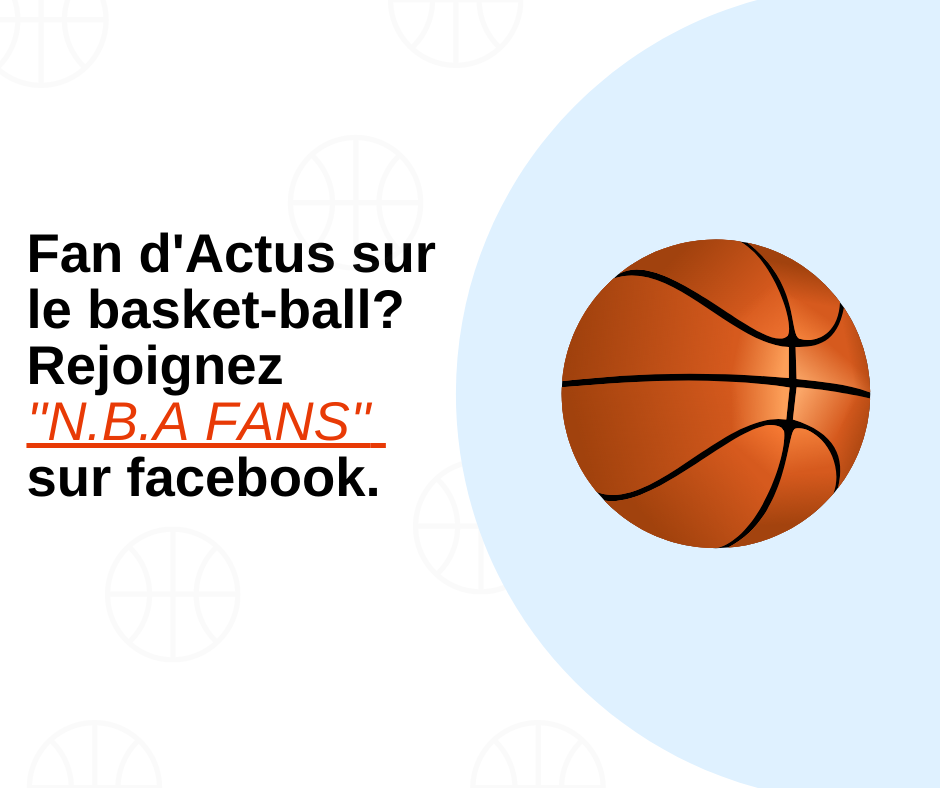 Fan d'Actus sur
le basket-ball?
Rejoignez
"N.B.A FANS"
sur facebook.